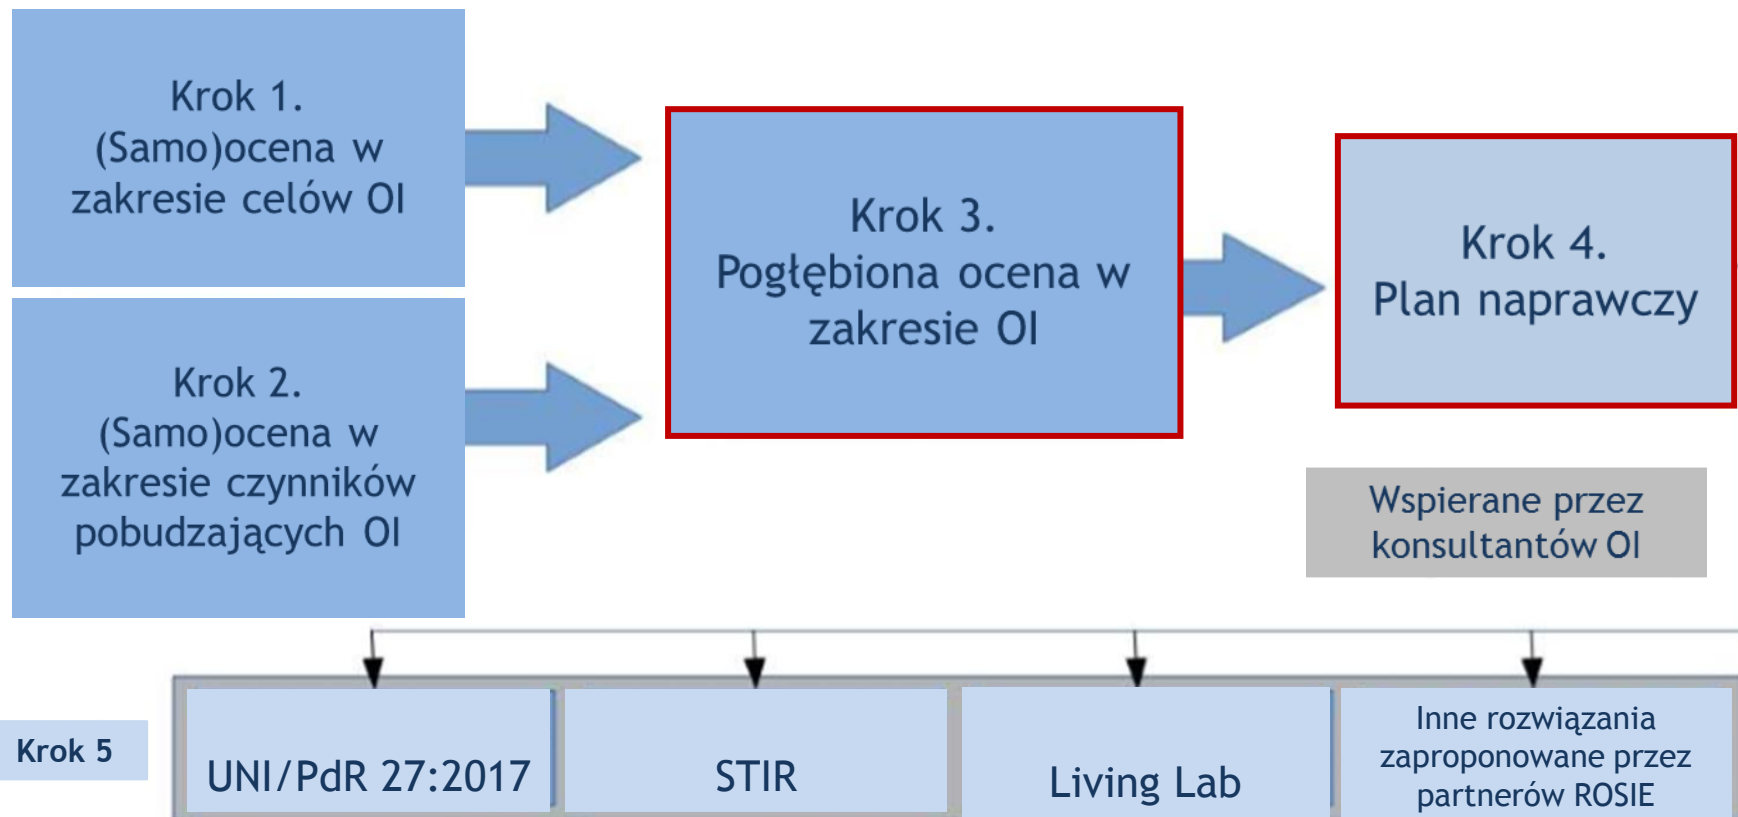 Krok 1.
(Samo)ocena w
zakresie celów OI
Krok 2.
(Samo)ocena w
zakresie czynników
pobudzających OI
Krok 3.
Pogłębiona ocena w
zakresie OI
Krok 4.
Plan naprawczy
Wspierane przez
konsultantów OI
Krok 5
UNI/PdR 27:2017
STIR
Living Lab
Inne rozwiązania
zaproponowane przez
partnerów ROSIE